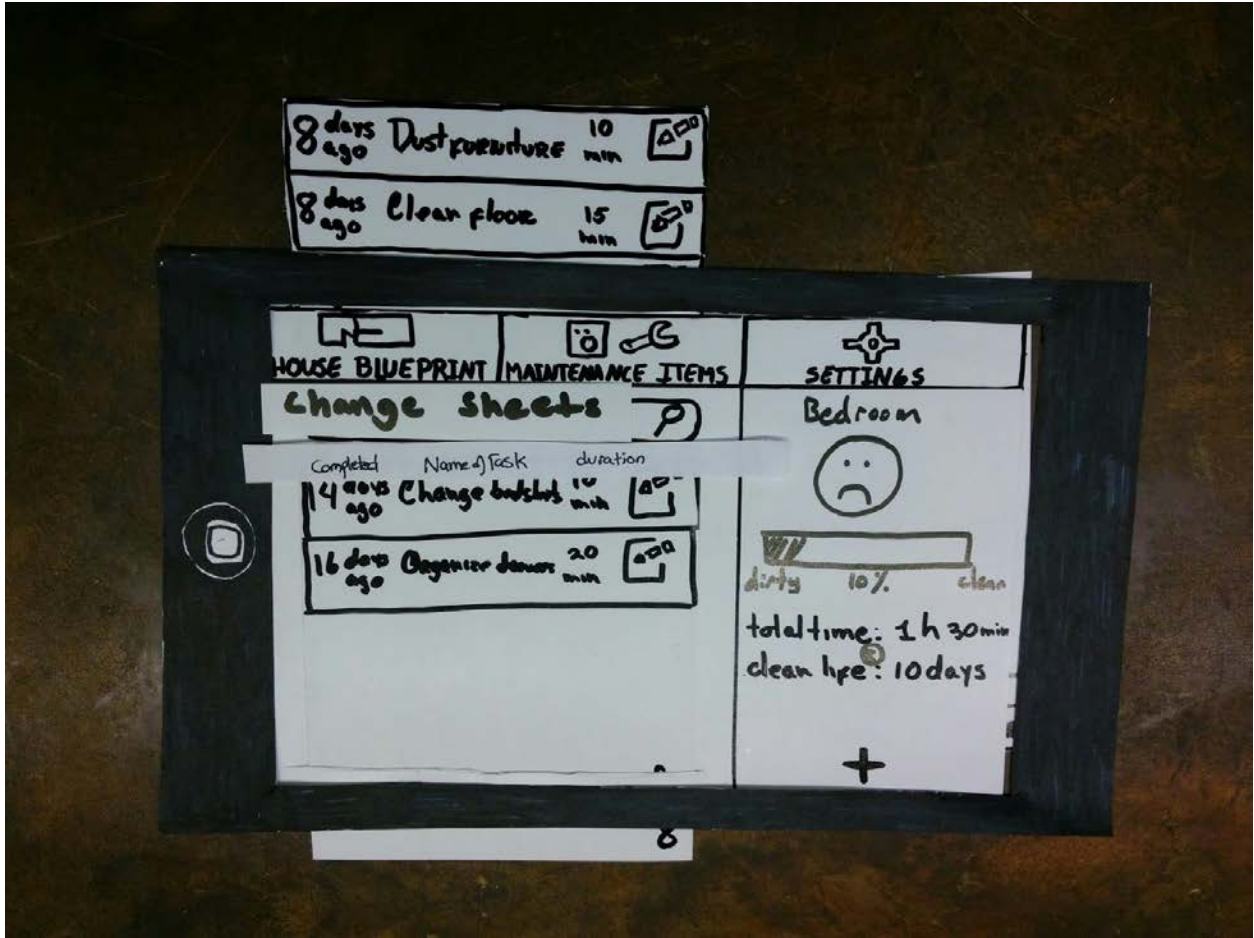 8 days ago Dust furniture 10 min
8 days ago Clean floor 15 min
HOUSE BLUEPRINT MAINTENANCE ITEMS SETTINGS
Change Sheets
Bedroom
Completed Name of Task duration
14 days ago Change 10 min
16 days ago Organize 20 min
dirty 10% clean
total time: 1 h 30 min
clean life: 10 days
+
8